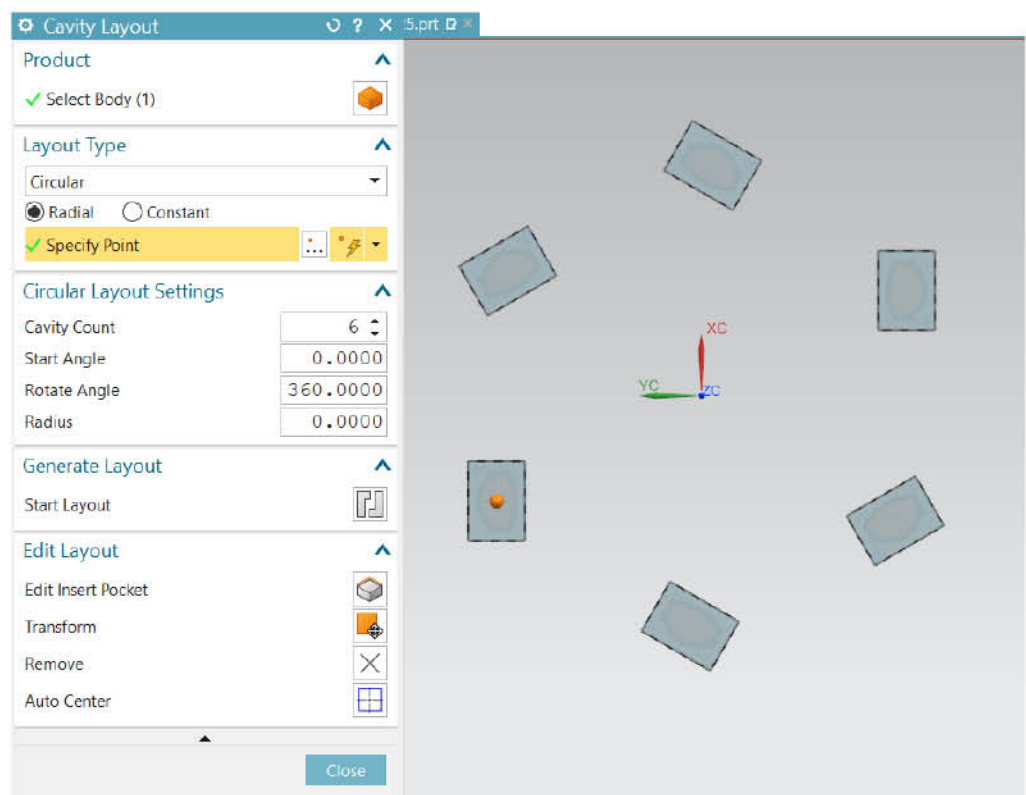 Cavity Layout
5.prt
Product
Select Body (1)
Layout Type
Circular
Radial Constant
Specify Point
Circular Layout Settings
Cavity Count 6
Start Angle 0.0000
Rotate Angle 360.0000
Radius 0.0000
Generate Layout
Start Layout
Edit Layout
Edit Insert Pocket
Transform
Remove
Auto Center
Close
XC
YC
ZC